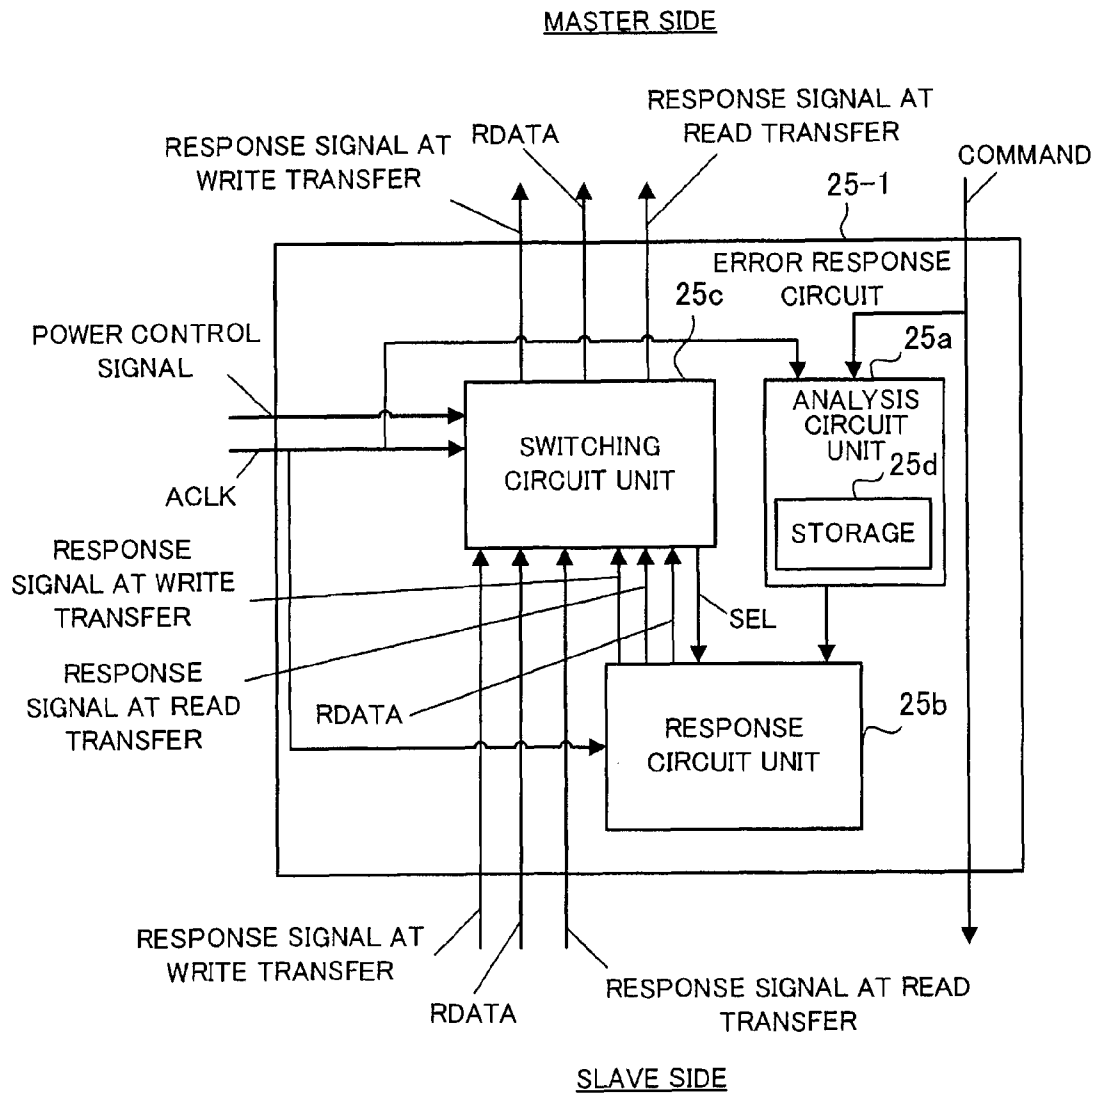 MASTER SIDE
RESPONSE SIGNAL AT
READ TRANSFER
RDATA
RESPONSE SIGNAL AT
WRITE TRANSFER
COMMAND
25-1
ERROR RESPONSE
CIRCUIT
25c
POWER CONTROL
SIGNAL
25a
ANALYSIS
CIRCUIT
UNIT
SWITCHING
CIRCUIT UNIT
25d
ACLK
STORAGE
RESPONSE
SIGNAL AT WRITE
TRANSFER
SEL
RESPONSE
SIGNAL AT READ
TRANSFER
RDATA
25b
RESPONSE
CIRCUIT UNIT
RESPONSE SIGNAL AT
WRITE TRANSFER
RDATA
RESPONSE SIGNAL AT READ
TRANSFER
SLAVE SIDE